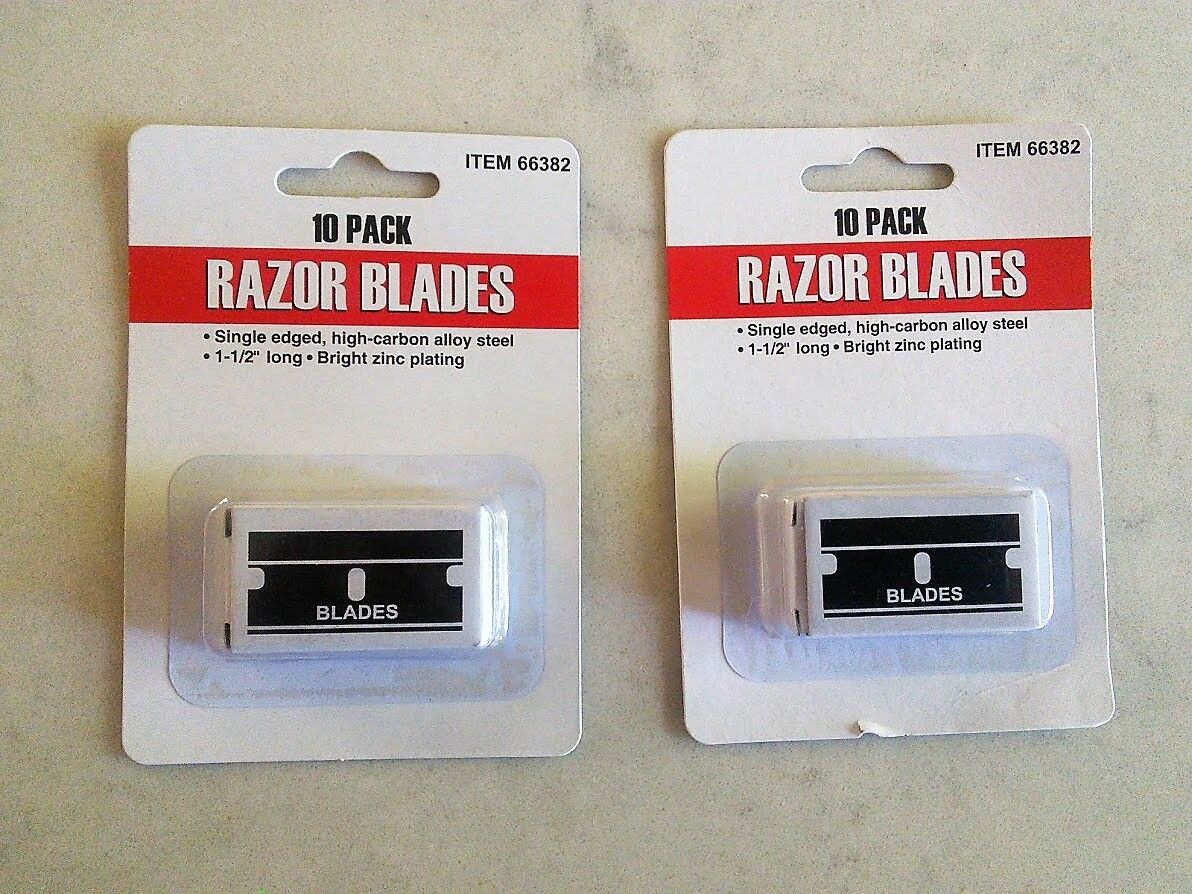 ITEM 66382
10 PACK
RAZOR BLADES
• Single edged, high-carbon alloy steel
• 1-1/2" long • Bright zinc plating
BLADES
ITEM 66382
10 PACK
RAZOR BLADES
• Single edged, high-carbon alloy steel
• 1-1/2" long • Bright zinc plating
BLADES